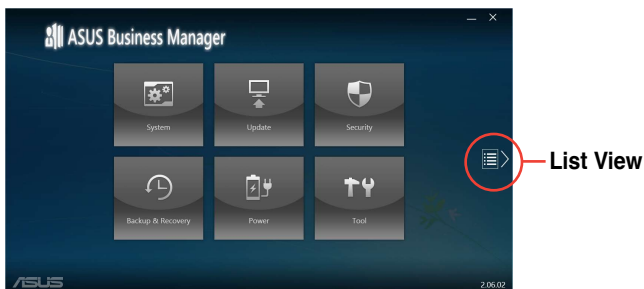 ASUS Business Manager
System
Update
Security
List View
Backup & Recovery
Power
Tool
ASUS
2.06.02